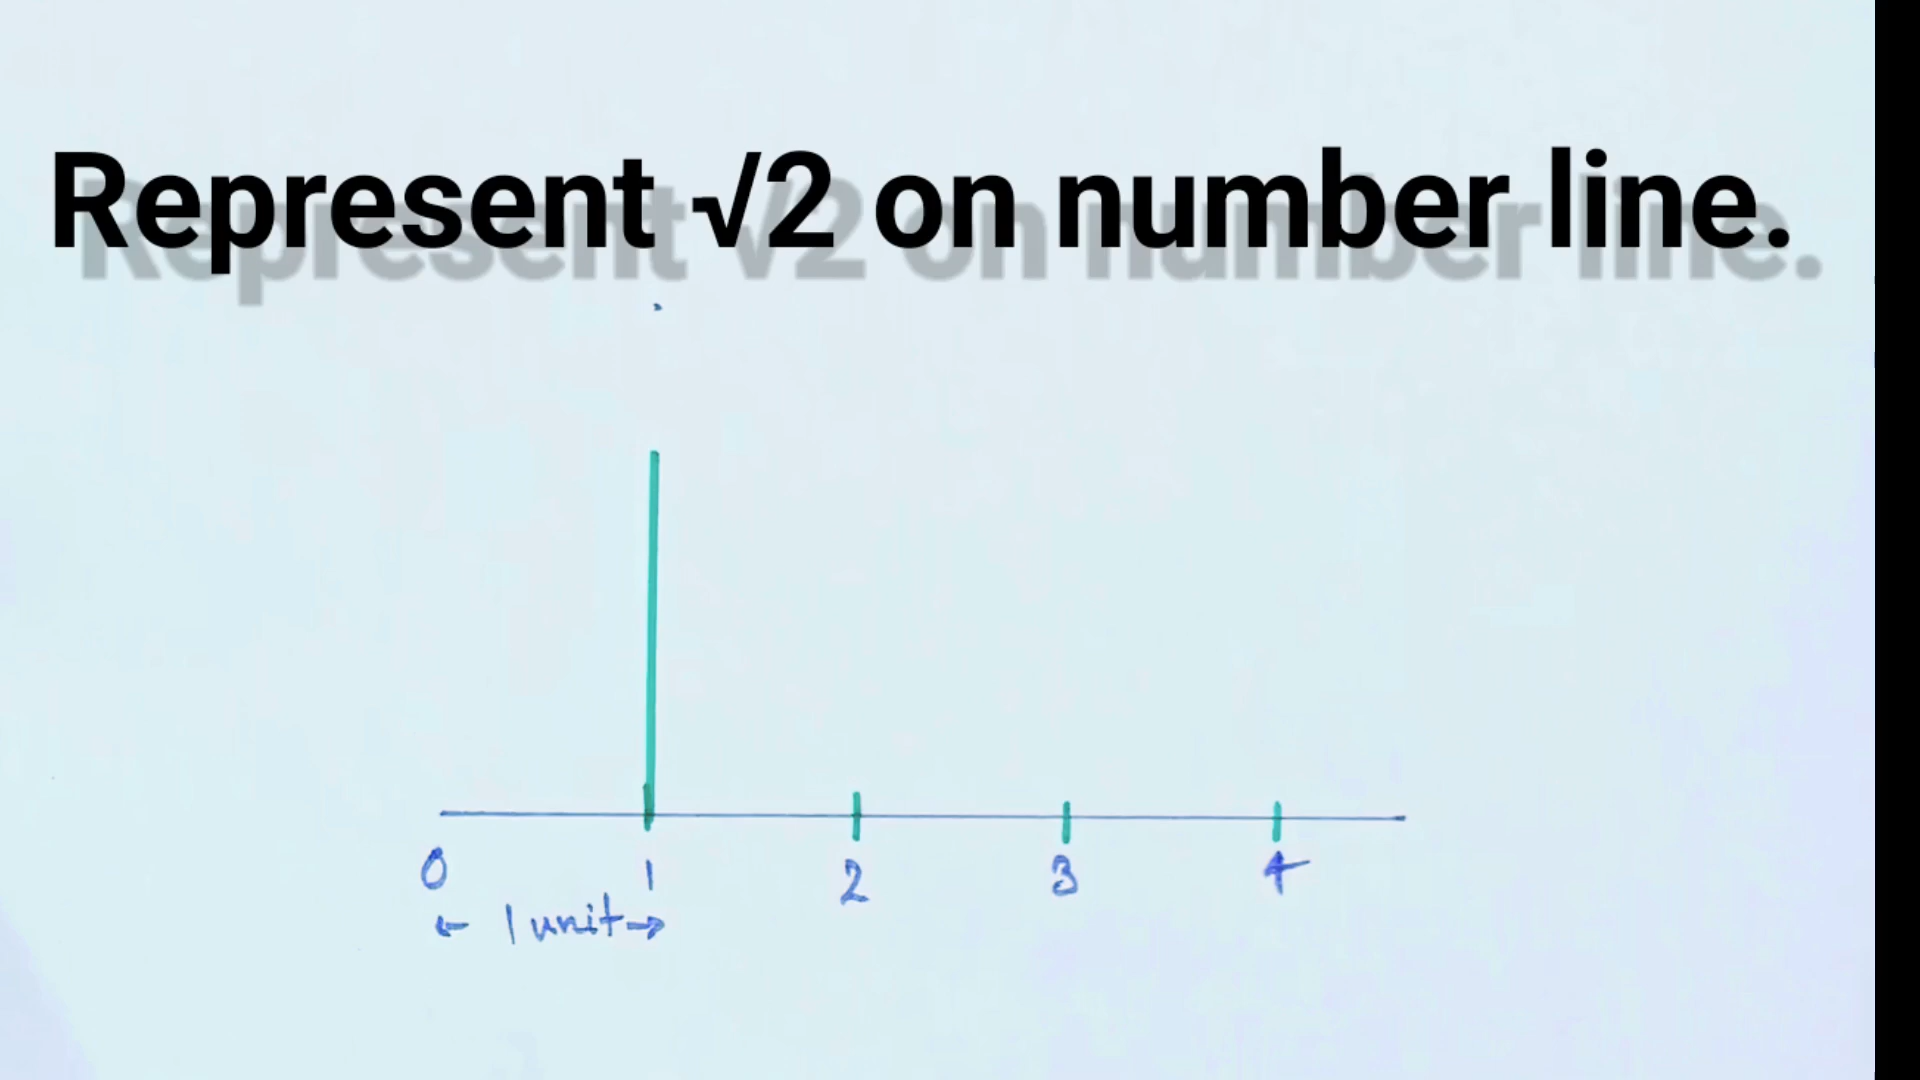 Represent √2 on number line.
0 1 2 3 4
← 1 unit →